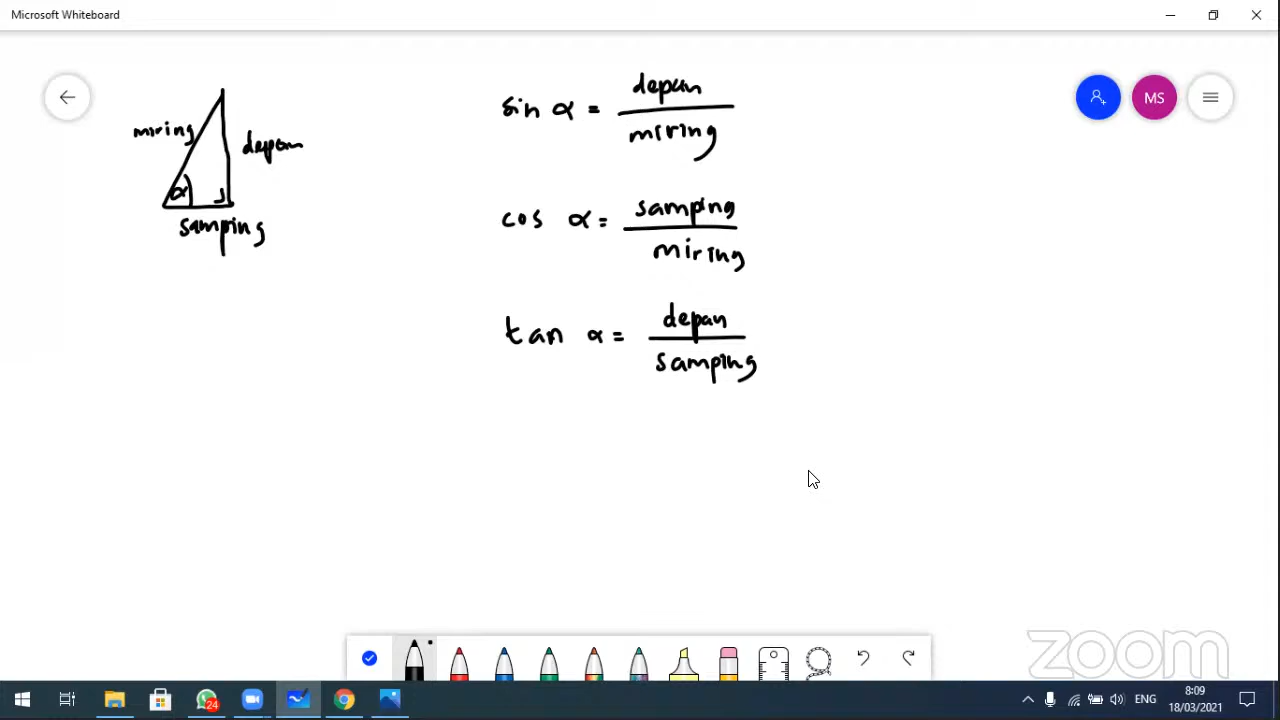 Microsoft Whiteboard
miring
depan
α
samping
sin α = depan
miring
cos α = samping
miring
tan α = depan
samping
MS
zoom
24
ENG
8:09
18/03/2021